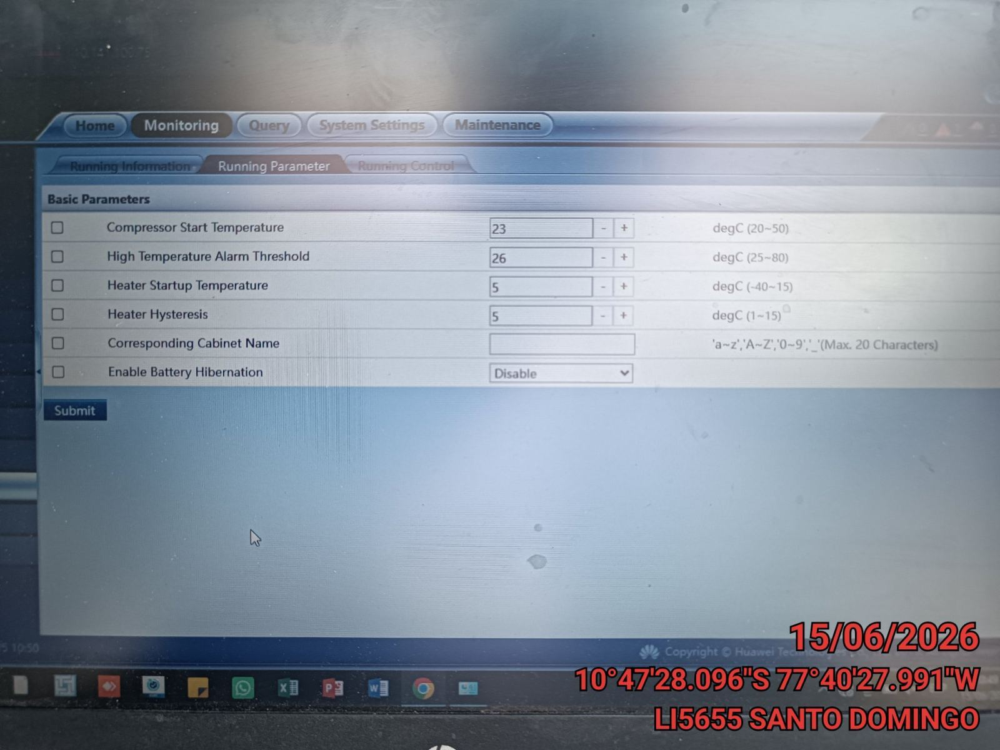 Home Monitoring Query System Settings Maintenance
Running Information Running Parameter Running Control
Basic Parameters
Compressor Start Temperature 23 - + degC (20~50)
High Temperature Alarm Threshold 26 - + degC (25~80)
Heater Startup Temperature 5 - + degC (-40~15)
Heater Hysteresis 5 - + degC (1~15)
Corresponding Cabinet Name 'a~z','A~Z','0~9','_'(Max. 20 Characters)
Enable Battery Hibernation Disable
Submit
15/06/2026
10:50 Copyright © Huawei
10°47'28.096"S 77°40'27.991"W
LI5655 SANTO DOMINGO